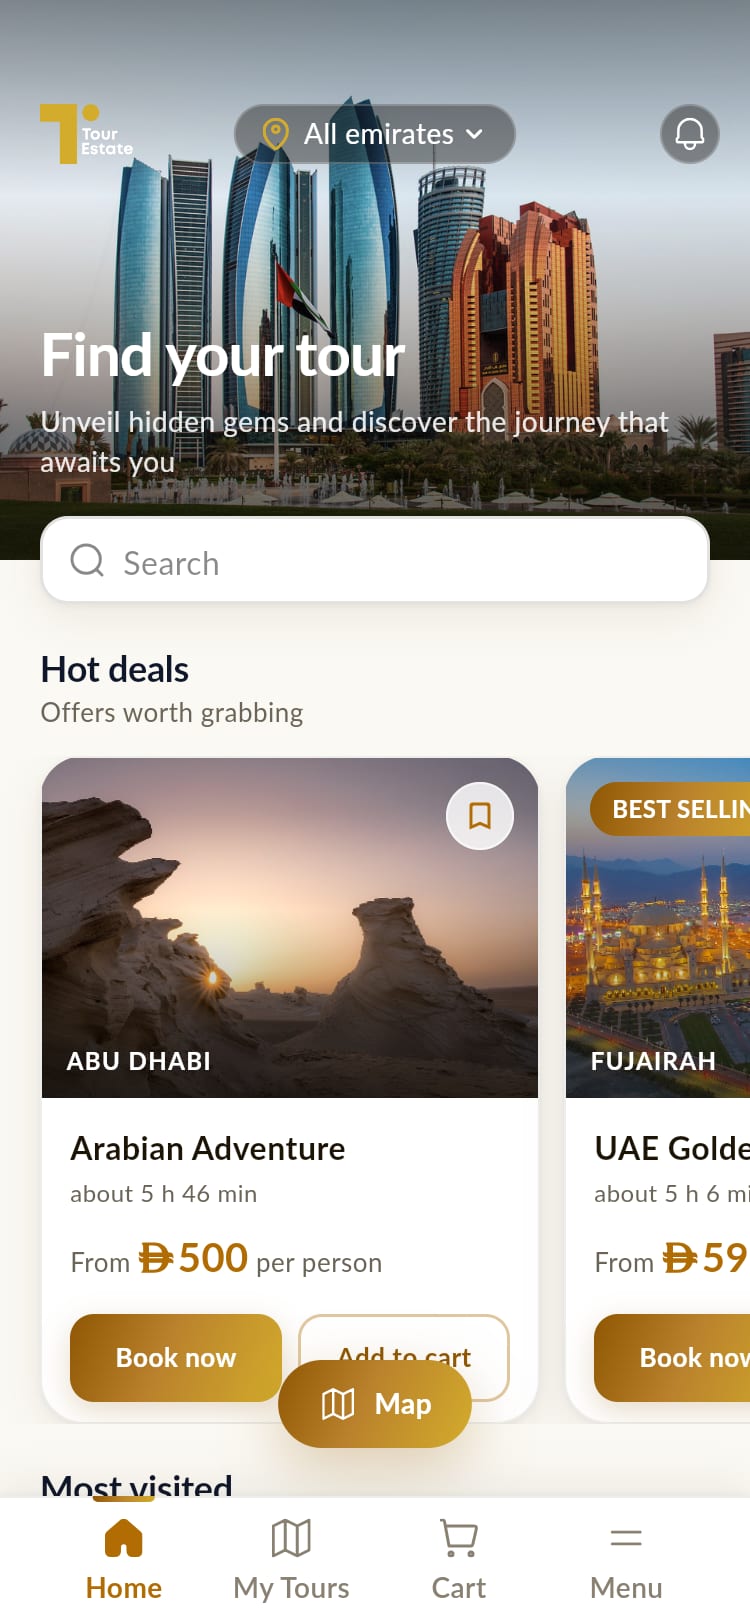 Tour
Estate
All emirates
Find your tour
Unveil hidden gems and discover the journey that
awaits you
Search
Hot deals
Offers worth grabbing
BEST SELLIN
ABU DHABI
FUJAIRAH
Arabian Adventure
UAE Golde
about 5 h 46 min
about 5 h 6 mi
From 500 per person
From 59
Book now
Add to cart
Book now
Map
Most visited
Home
My Tours
Cart
Menu